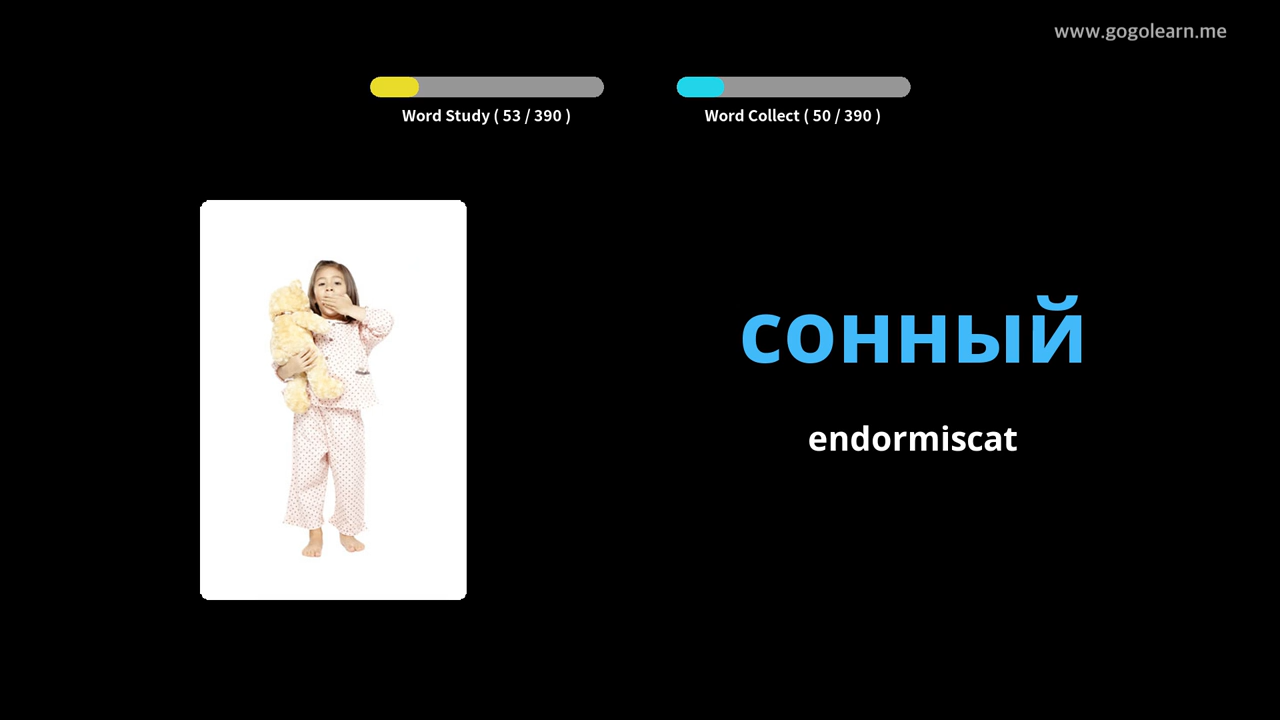 www.gogolearn.me
Word Study ( 53 / 390 )
Word Collect ( 50 / 390 )
сонный
endormiscat